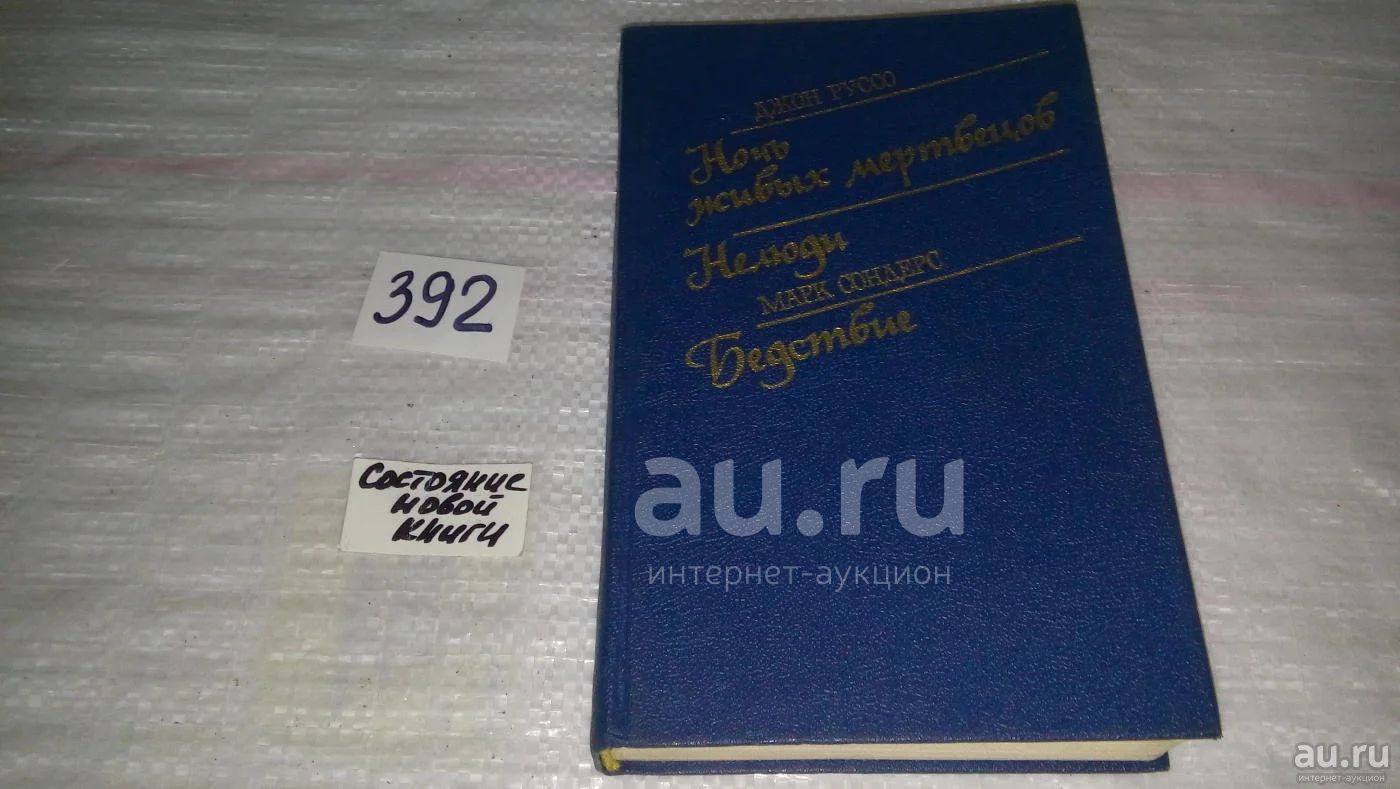 ДЖОН РУССО
Ночь
живых мертвецов
Нелюди
МАРК СОНДЕРС
Бедствие
392
Состояние
новой
книги
au.ru
интернет-аукцион
au.ru
интернет-аукцион